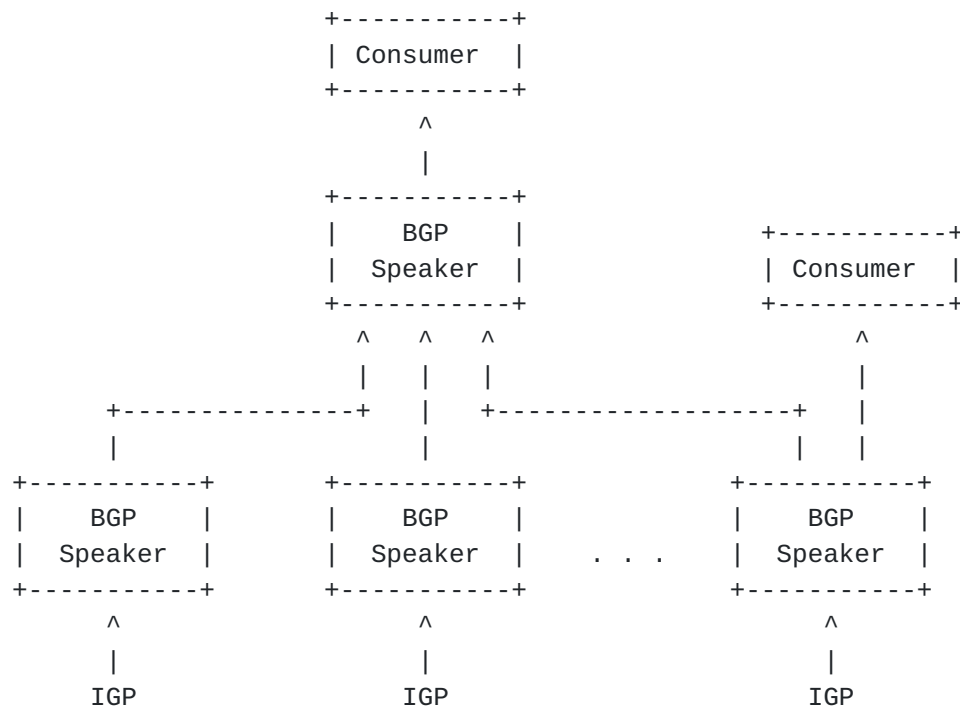 Consumer
BGP
Speaker
Consumer
BGP BGP BGP
Speaker Speaker . . . Speaker
IGP IGP IGP